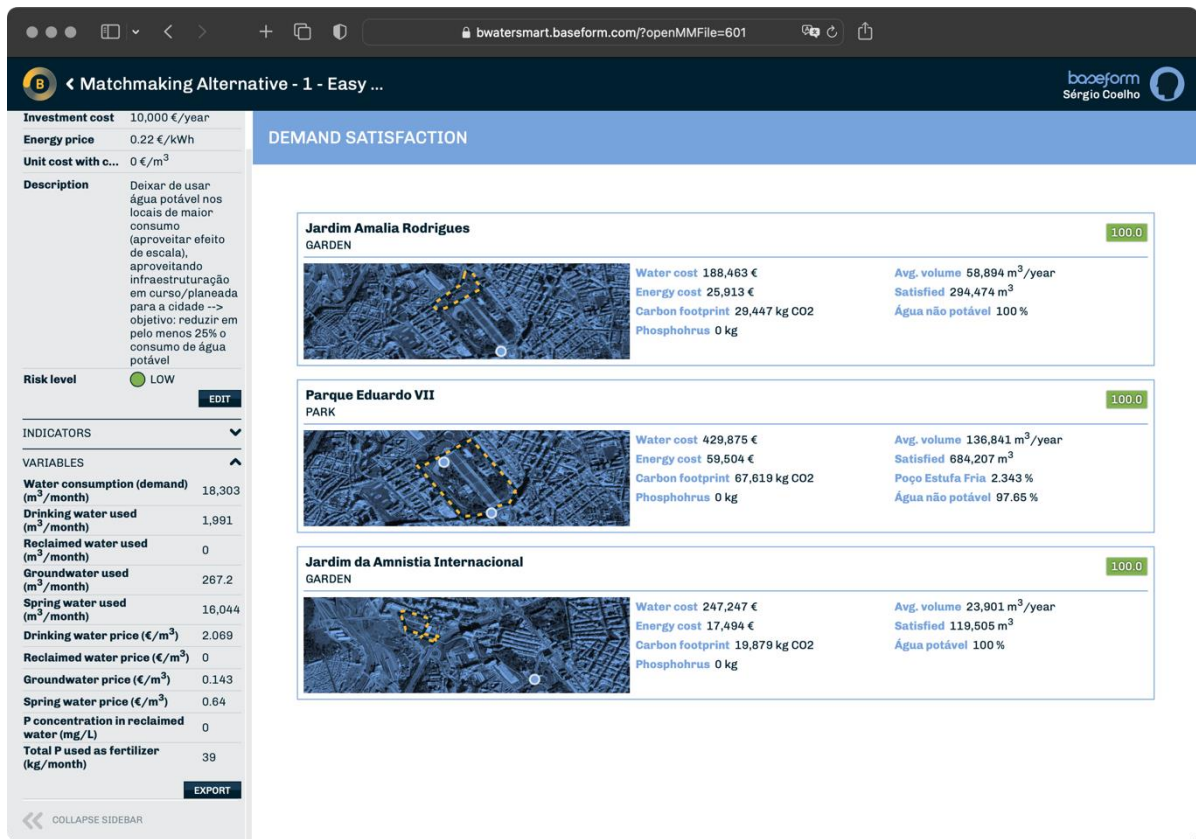 bwatersmart.baseform.com/?openMMFile=601
B
Matchmaking Alternative - 1 - Easy ...
baseform
Sérgio Coelho
Investment cost 10,000 €/year
Energy price 0.22 €/kWh
Unit cost with c... 0 €/m³
Description Deixar de usar
água potável nos
locais de maior
consumo
(aproveitar efeito
de escala),
aproveitando
infraestruturação
em curso/planeada
para a cidade -->
objetivo: reduzir em
pelo menos 25% o
consumo de água
potável
Risk level LOW
EDIT
INDICATORS
VARIABLES
Water consumption (demand)
(m³/month) 18,303
Drinking water used
(m³/month) 1,991
Reclaimed water used
(m³/month) 0
Groundwater used
(m³/month) 267.2
Spring water used
(m³/month) 16,044
Drinking water price (€/m³) 2.069
Reclaimed water price (€/m³) 0
Groundwater price (€/m³) 0.143
Spring water price (€/m³) 0.64
P concentration in reclaimed
water (mg/L) 0
Total P used as fertilizer
(kg/month) 39
EXPORT
COLLAPSE SIDEBAR
DEMAND SATISFACTION
Jardim Amalia Rodrigues
GARDEN
100.0
Water cost 188,463 €
Energy cost 25,913 €
Carbon footprint 29,447 kg CO2
Phosphohrus 0 kg
Avg. volume 58,894 m³/year
Satisfied 294,474 m³
Água não potável 100 %
Parque Eduardo VII
PARK
100.0
Water cost 429,875 €
Energy cost 59,504 €
Carbon footprint 67,619 kg CO2
Phosphohrus 0 kg
Avg. volume 136,841 m³/year
Satisfied 684,207 m³
Poço Estufa Fria 2.343 %
Água não potável 97.65 %
Jardim da Amnistia Internacional
GARDEN
100.0
Water cost 247,247 €
Energy cost 17,494 €
Carbon footprint 19,879 kg CO2
Phosphohrus 0 kg
Avg. volume 23,901 m³/year
Satisfied 119,505 m³
Água potável 100 %